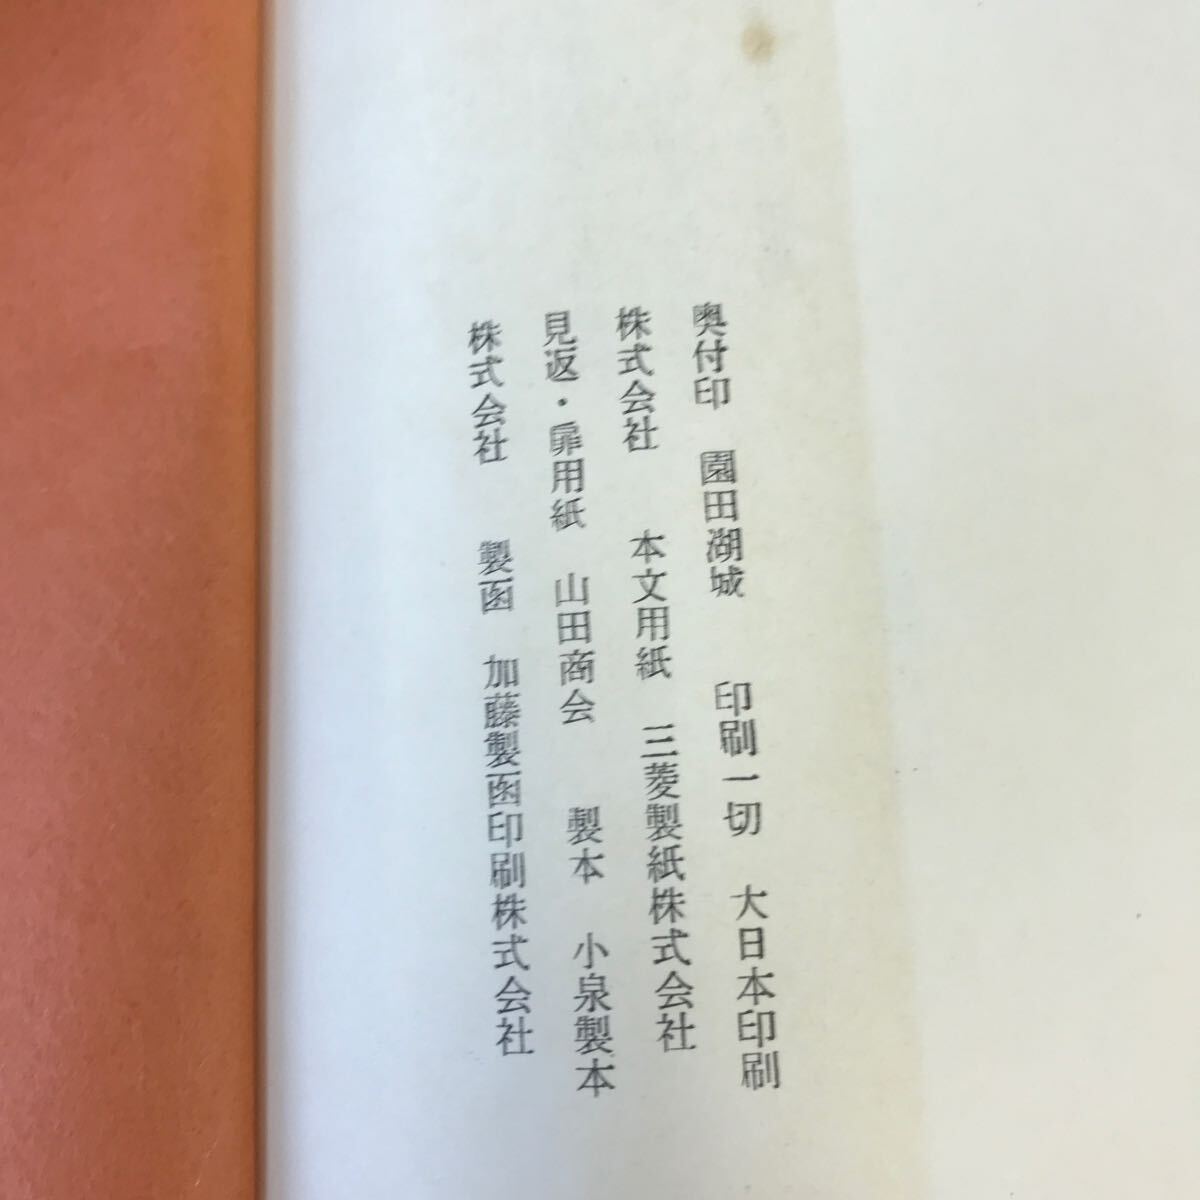 奥付印　園田湖城　印刷一切　大日本印刷
株式会社　本文用紙　三菱製紙株式会社
見返・扉用紙　山田商会　製本　小泉製本
株式会社　製函　加藤製函印刷株式会社